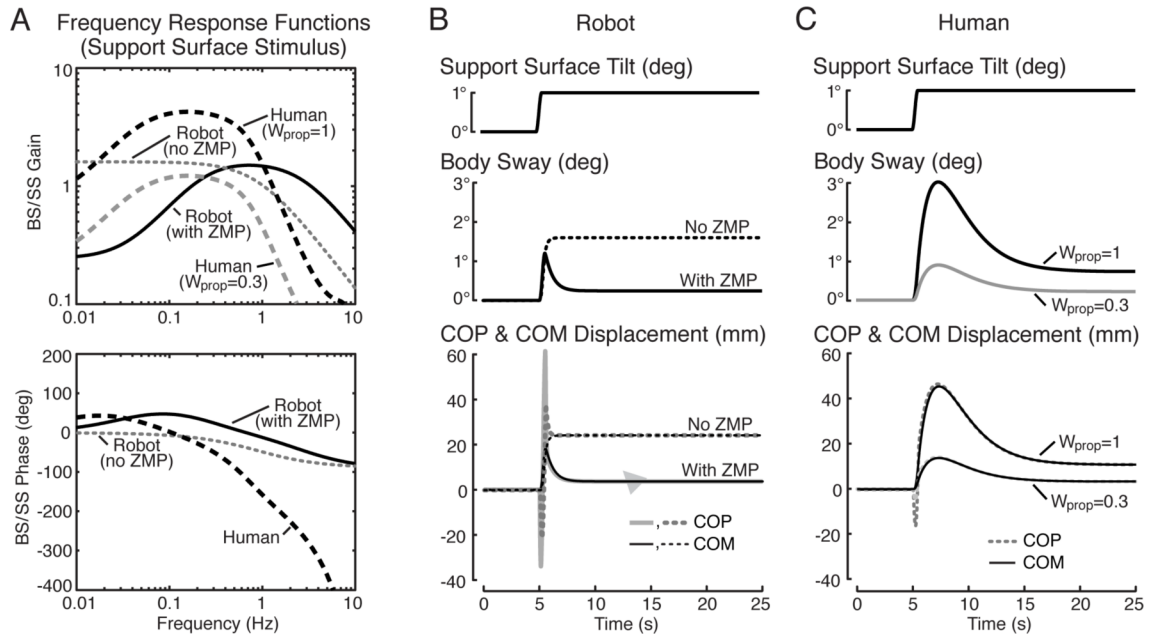 A
Frequency Response Functions
(Support Surface Stimulus)
10
1
0.1
BS/SS Gain
Human
(Wprop=1)
Robot
(no ZMP)
Robot
(with ZMP)
Human
(Wprop=0.3)
0.01
0.1
1
10
200
100
0
-100
-200
-300
-400
BS/SS Phase (deg)
Robot
(with ZMP)
Robot
(no ZMP)
Human
0.01
0.1
1
10
Frequency (Hz)
B
Robot
Support Surface Tilt (deg)
1°
0°
Body Sway (deg)
3°
2°
1°
0°
No ZMP
With ZMP
COP & COM Displacement (mm)
60
40
20
0
-20
-40
No ZMP
With ZMP
, COP
, COM
0
5
10
15
20
25
Time (s)
C
Human
Support Surface Tilt (deg)
1°
0°
Body Sway (deg)
3°
2°
1°
0°
Wprop=1
Wprop=0.3
COP & COM Displacement (mm)
60
40
20
0
-20
-40
Wprop=1
Wprop=0.3
COP
COM
0
5
10
15
20
25
Time (s)